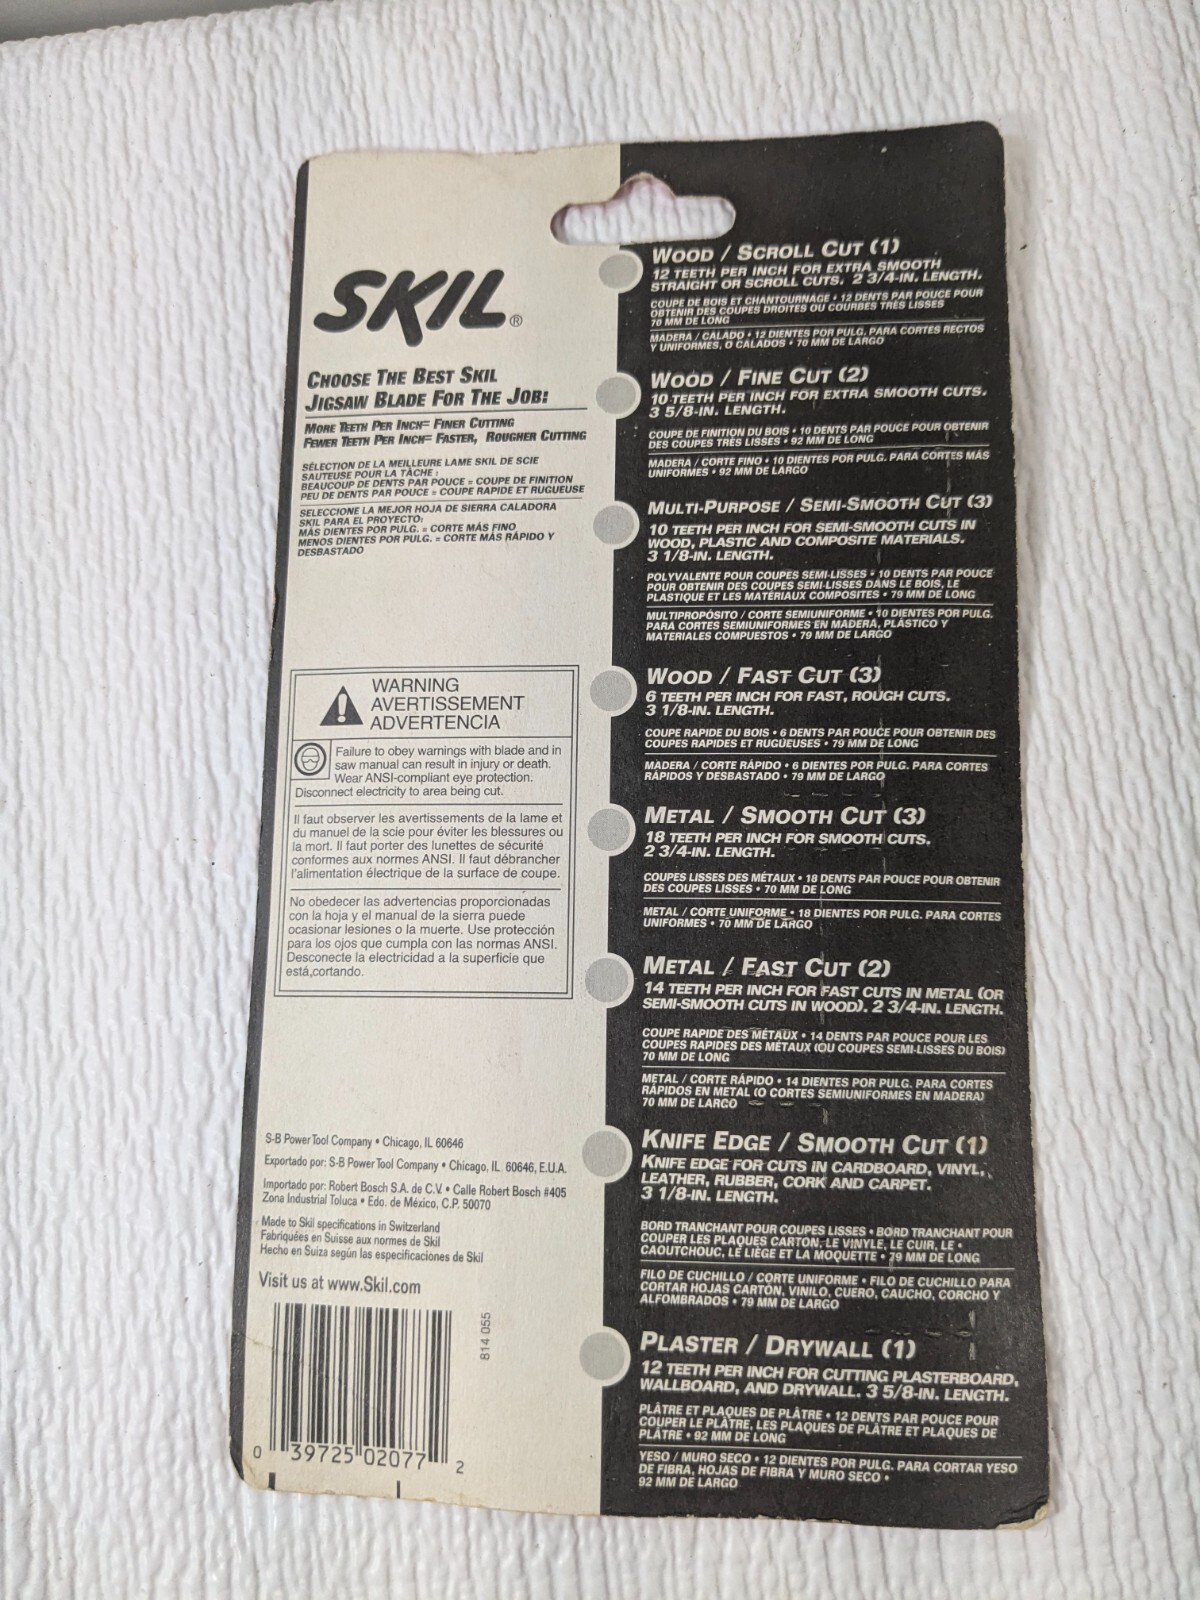 SKIL®
CHOOSE THE BEST SKIL
JIGSAW BLADE FOR THE JOB:
MORE TEETH PER INCH= FINER CUTTING
FEWER TEETH PER INCH= FASTER, ROUGHER CUTTING
SÉLECTION DE LA MEILLEURE LAME SKIL DE SCIE
SAUTEUSE POUR LA TÂCHE :
BEAUCOUP DE DENTS PAR POUCE = COUPE DE FINITION
PEU DE DENTS PAR POUCE = COUPE RAPIDE ET RUGUEUSE
SELECCIONE LA MEJOR HOJA DE SIERRA CALADORA
SKIL PARA EL PROYECTO:
MÁS DIENTES POR PULG. = CORTE MÁS FINO
MENOS DIENTES POR PULG. = CORTE MÁS RÁPIDO Y
DESBASTADO
WARNING
AVERTISSEMENT
ADVERTENCIA
Failure to obey warnings with blade and in
saw manual can result in injury or death.
Wear ANSI-compliant eye protection.
Disconnect electricity to area being cut.
Il faut observer les avertissements de la lame et
du manuel de la scie pour éviter les blessures ou
la mort. Il faut porter des lunettes de sécurité
conformes aux normes ANSI. Il faut débrancher
l'alimentation électrique de la surface de coupe.
No obedecer las advertencias proporcionadas
con la hoja y el manual de la sierra puede
ocasionar lesiones o la muerte. Use protección
para los ojos que cumpla con las normas ANSI.
Desconecte la electricidad a la superficie que
está,cortando.
S-B Power Tool Company • Chicago, IL 60646
Exportado por: S-B Power Tool Company • Chicago, IL 60646, E.U.A.
Importado por: Robert Bosch S.A. de C.V. • Calle Robert Bosch #405
Zona Industrial Toluca • Edo. de México, C.P. 50070
Made to Skil specifications in Switzerland
Fabriquées en Suisse aux normes de Skil
Hecho en Suiza según las especificaciones de Skil
Visit us at www.Skil.com
814 055
0 39725 02077 2
WOOD / SCROLL CUT (1)
12 TEETH PER INCH FOR EXTRA SMOOTH
STRAIGHT OR SCROLL CUTS. 2 3/4-IN. LENGTH.
COUPE DE BOIS ET CHANTOURNAGE • 12 DENTS PAR POUCE POUR
OBTENIR DES COUPES DROITES OU COURBES TRÈS LISSES
70 MM DE LONG
MADERA / CALADO • 12 DIENTES POR PULG. PARA CORTES RECTOS
Y UNIFORMES, O CALADOS • 70 MM DE LARGO
WOOD / FINE CUT (2)
10 TEETH PER INCH FOR EXTRA SMOOTH CUTS.
3 5/8-IN. LENGTH.
COUPE DE FINITION DU BOIS • 10 DENTS PAR POUCE POUR OBTENIR
DES COUPES TRÈS LISSES • 92 MM DE LONG
MADERA / CORTE FINO • 10 DIENTES POR PULG. PARA CORTES MÁS
UNIFORMES • 92 MM DE LARGO
MULTI-PURPOSE / SEMI-SMOOTH CUT (3)
10 TEETH PER INCH FOR SEMI-SMOOTH CUTS IN
WOOD, PLASTIC AND COMPOSITE MATERIALS.
3 1/8-IN. LENGTH.
POLYVALENTE POUR COUPES SEMI-LISSES • 10 DENTS PAR POUCE
POUR OBTENIR DES COUPES SEMI-LISSES DANS LE BOIS, LE
PLASTIQUE ET LES MATÉRIAUX COMPOSITES • 79 MM DE LONG
MULTIPROPÓSITO / CORTE SEMIUNIFORME • 10 DIENTES POR PULG.
PARA CORTES SEMIUNIFORMES EN MADERA, PLÁSTICO Y
MATERIALES COMPUESTOS • 79 MM DE LARGO
WOOD / FAST CUT (3)
6 TEETH PER INCH FOR FAST, ROUGH CUTS.
3 1/8-IN. LENGTH.
COUPE RAPIDE DU BOIS • 6 DENTS PAR POUCE POUR OBTENIR DES
COUPES RAPIDES ET RUGUEUSES • 79 MM DE LONG
MADERA / CORTE RÁPIDO • 6 DIENTES POR PULG. PARA CORTES
RÁPIDOS Y DESBASTADO • 79 MM DE LARGO
METAL / SMOOTH CUT (3)
18 TEETH PER INCH FOR SMOOTH CUTS.
2 3/4-IN. LENGTH.
COUPES LISSES DES MÉTAUX • 18 DENTS PAR POUCE POUR OBTENIR
DES COUPES LISSES • 70 MM DE LONG
METAL / CORTE UNIFORME • 18 DIENTES POR PULG. PARA CORTES
UNIFORMES • 70 MM DE LARGO
METAL / FAST CUT (2)
14 TEETH PER INCH FOR FAST CUTS IN METAL (OR
SEMI-SMOOTH CUTS IN WOOD). 2 3/4-IN. LENGTH.
COUPE RAPIDE DES MÉTAUX • 14 DENTS PAR POUCE POUR LES
COUPES RAPIDES DES MÉTAUX (OU COUPES SEMI-LISSES DU BOIS)
70 MM DE LONG
METAL / CORTE RÁPIDO • 14 DIENTES POR PULG. PARA CORTES
RÁPIDOS EN METAL (O CORTES SEMIUNIFORMES EN MADERA)
70 MM DE LARGO
KNIFE EDGE / SMOOTH CUT (1)
KNIFE EDGE FOR CUTS IN CARDBOARD, VINYL,
LEATHER, RUBBER, CORK AND CARPET.
3 1/8-IN. LENGTH.
BORD TRANCHANT POUR COUPES LISSES • BORD TRANCHANT POUR
COUPER LES PLAQUES CARTON, LE VINYLE, LE CUIR, LE •
CAOUTCHOUC, LE LIÈGE ET LA MOQUETTE • 79 MM DE LONG
FILO DE CUCHILLO / CORTE UNIFORME • FILO DE CUCHILLO PARA
CORTAR HOJAS CARTÓN, VINILO, CUERO, CAUCHO, CORCHO Y
ALFOMBRADOS • 79 MM DE LARGO
PLASTER / DRYWALL (1)
12 TEETH PER INCH FOR CUTTING PLASTERBOARD,
WALLBOARD, AND DRYWALL. 3 5/8-IN. LENGTH.
PLÂTRE ET PLAQUES DE PLÂTRE • 12 DENTS PAR POUCE POUR
COUPER LE PLÂTRE, LES PLAQUES DE PLÂTRE ET PLAQUES DE
PLÂTRE • 92 MM DE LONG
YESO / MURO SECO • 12 DIENTES POR PULG. PARA CORTAR YESO
DE FIBRA, HOJAS DE FIBRA Y MURO SECO •
92 MM DE LARGO